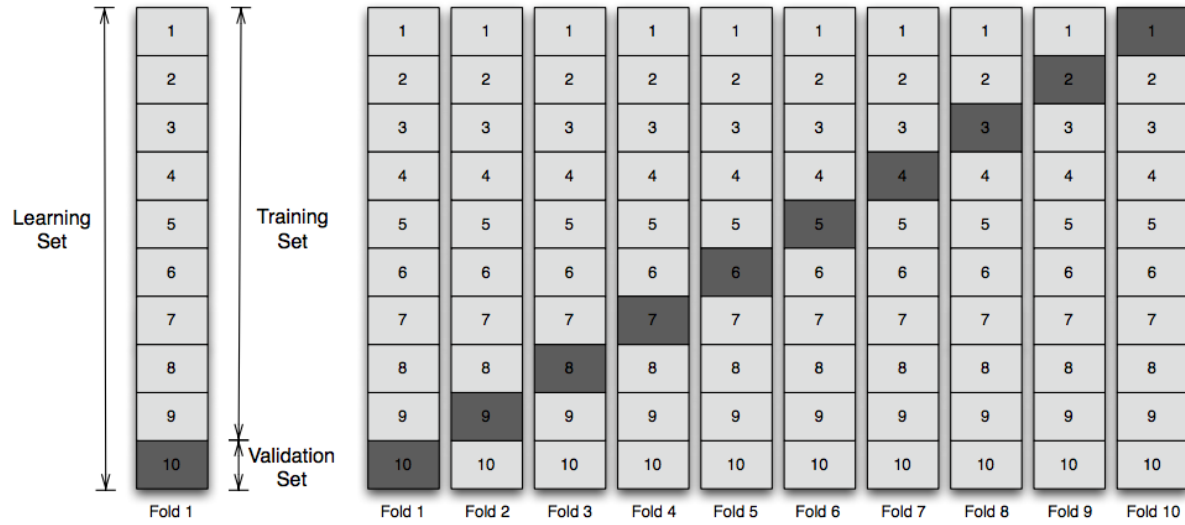 1 1 1 1 1 1 1 1 1 1 1
2 2 2 2 2 2 2 2 2 2 2
3 3 3 3 3 3 3 3 3 3 3
4 4 4 4 4 4 4 4 4 4 4
Learning
Set
Training
Set
5 5 5 5 5 5 5 5 5 5 5
6 6 6 6 6 6 6 6 6 6 6
7 7 7 7 7 7 7 7 7 7 7
8 8 8 8 8 8 8 8 8 8 8
9 9 9 9 9 9 9 9 9 9 9
Validation
Set
10 10 10 10 10 10 10 10 10 10 10
Fold 1 Fold 1 Fold 2 Fold 3 Fold 4 Fold 5 Fold 6 Fold 7 Fold 8 Fold 9 Fold 10